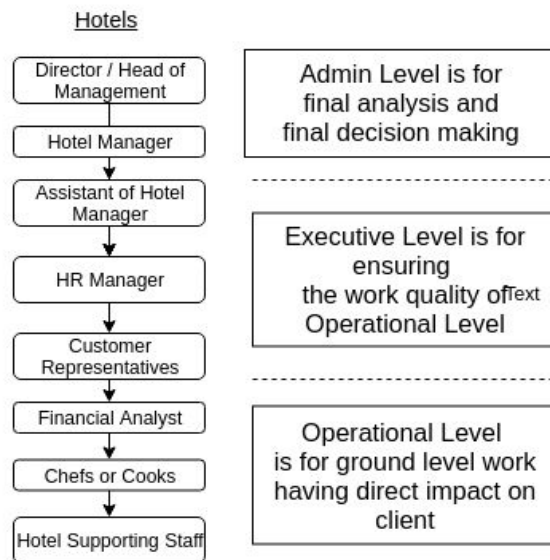 Hotels
Director / Head of
Management
Hotel Manager
Assistant of Hotel
Manager
HR Manager
Customer
Representatives
Financial Analyst
Chefs or Cooks
Hotel Supporting Staff
Admin Level is for
final analysis and
final decision making
Executive Level is for
ensuring
the work quality of
Text
Operational Level
Operational Level
is for ground level work
having direct impact on
client